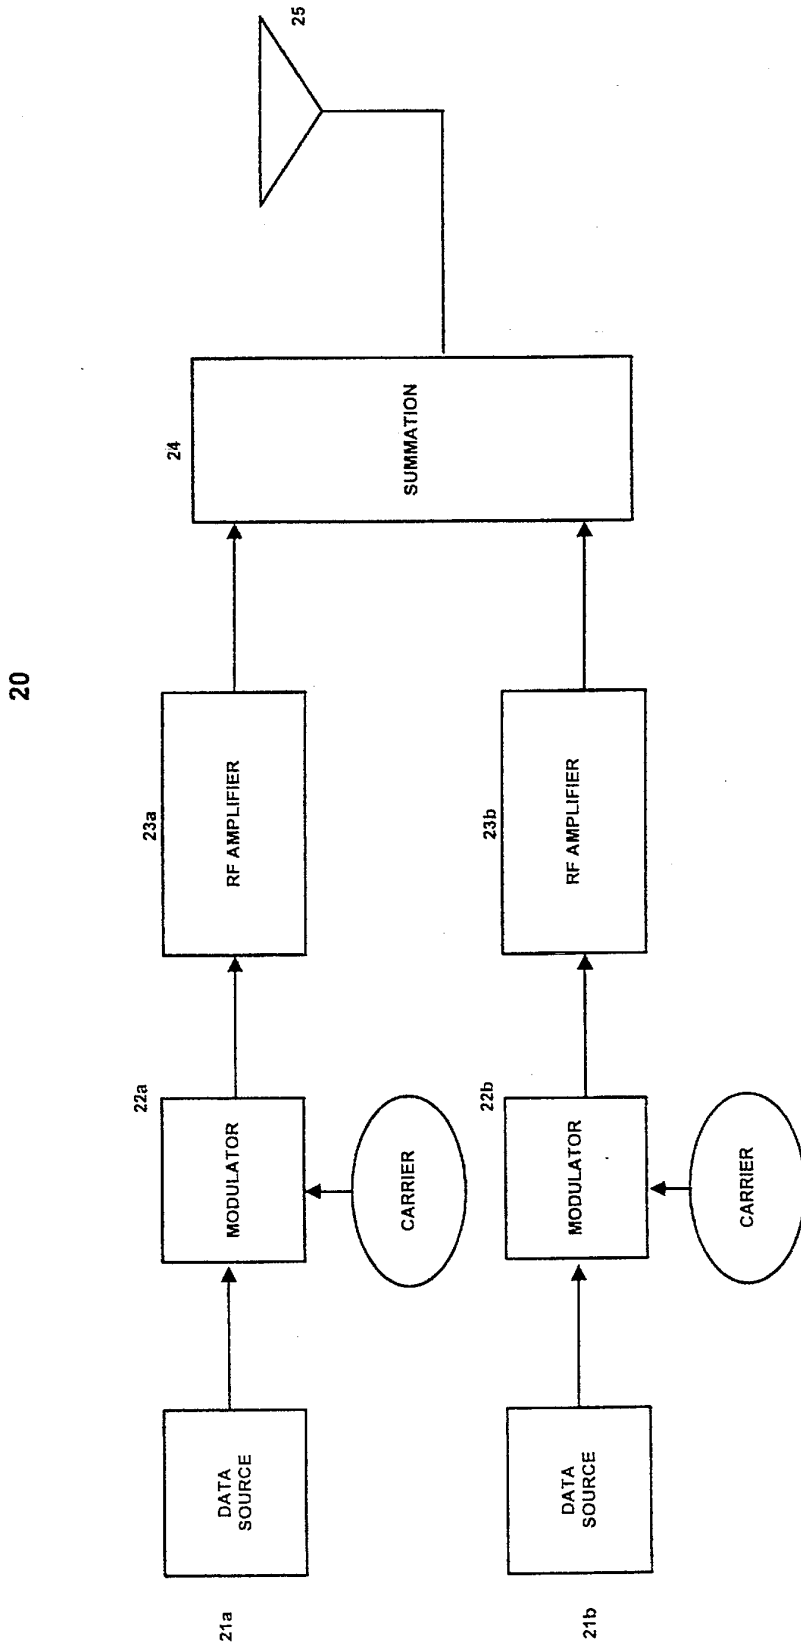 20
21a
DATA
SOURCE
22a
MODULATOR
CARRIER
23a
RF AMPLIFIER
24
SUMMATION
25
21b
DATA
SOURCE
22b
MODULATOR
CARRIER
23b
RF AMPLIFIER